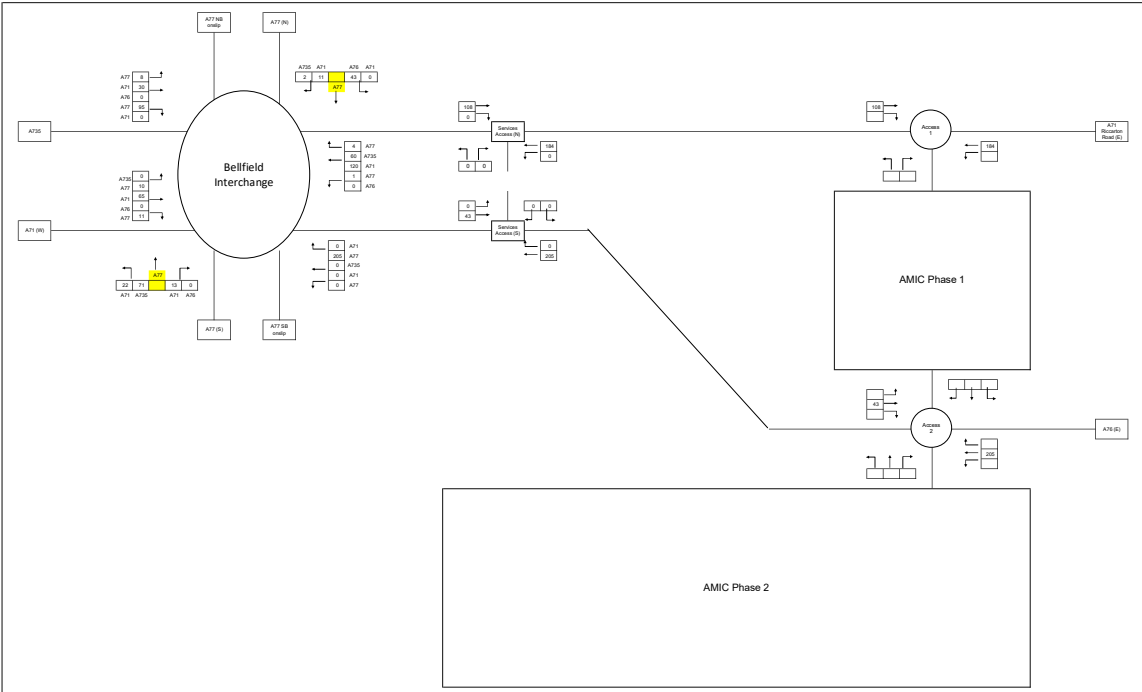 A77 NB
onslip
A77 (N)
A735 A71 A76 A71
2 11 43 0
A77
A77 8
A71 30
A76 0
A77 95
A71 0
A735
Bellfield
Interchange
4 A77
60 A735
120 A71
1 A77
0 A76
108
0
Services
Access (N)
184
0
0 0
108
Access
1
184
A71
Riccarton
Road (E)
A735 0
A77 10
A71 65
A76 0
A77 11
A71 (W)
0
43
0 0
Services
Access (S)
0
205
0 A71
205 A77
0 A735
0 A71
0 A77
A77
22 71 13 0
A71 A735 A71 A76
A77 (S)
A77 SB
onslip
AMIC Phase 1
43
Access
2
A76 (E)
205
AMIC Phase 2